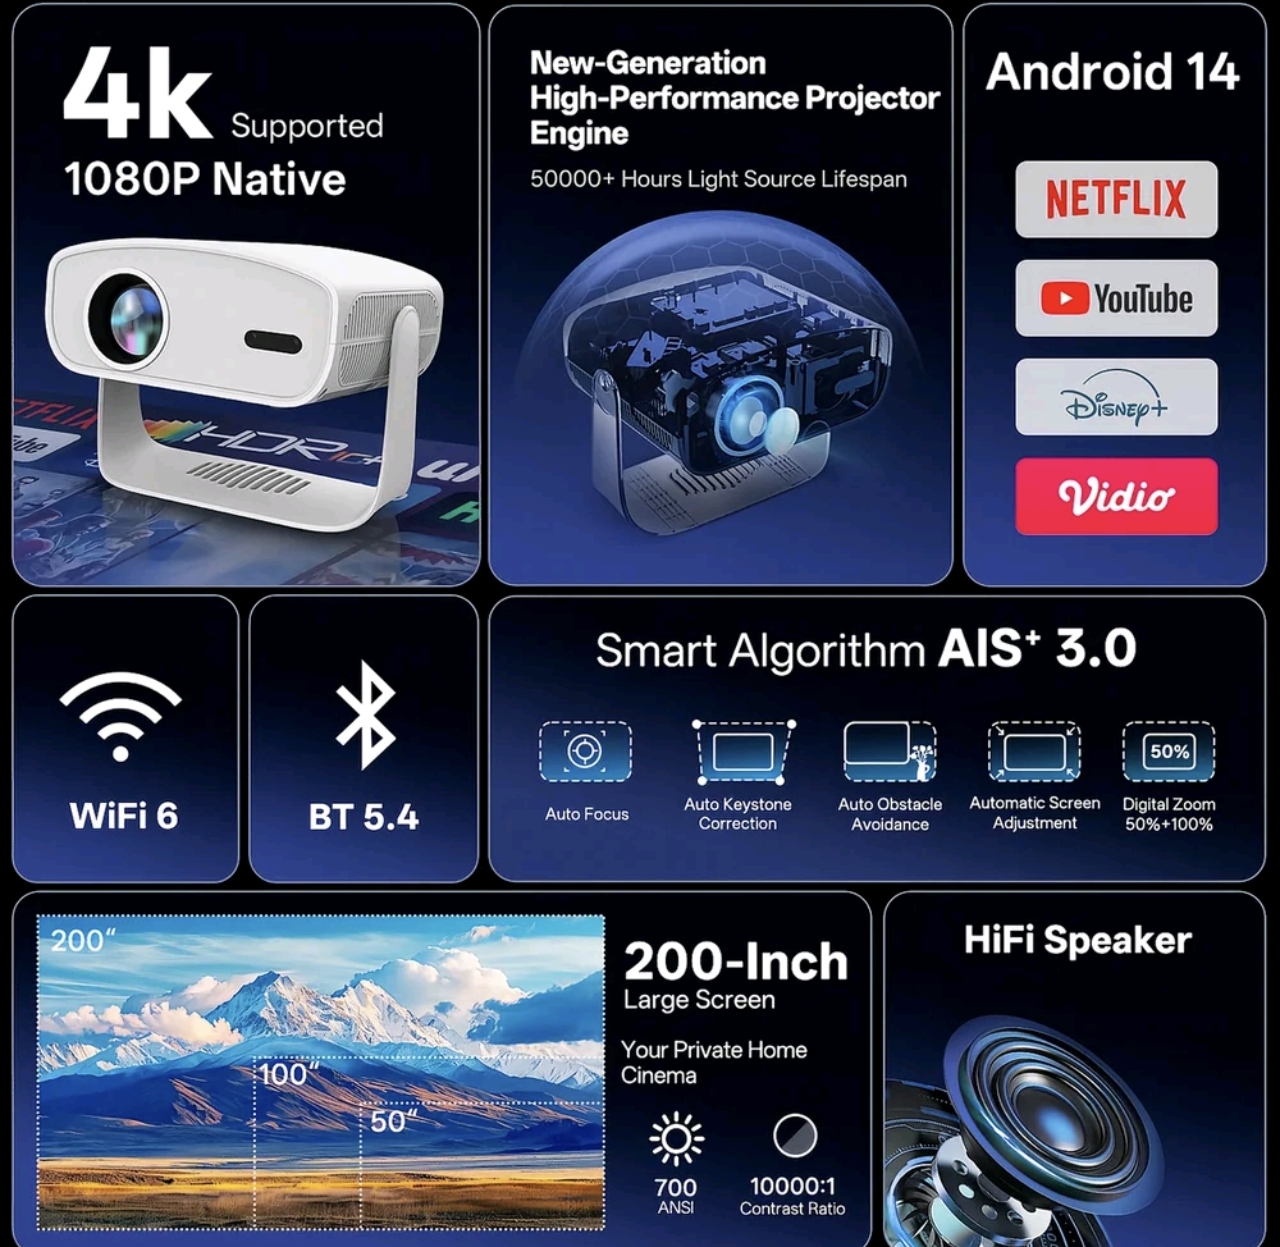 4k Supported
1080P Native
HDR10+
New-Generation
High-Performance Projector
Engine
50000+ Hours Light Source Lifespan
Android 14
NETFLIX
YouTube
Disney+
Vidio
WiFi 6
BT 5.4
Smart Algorithm AIS+ 3.0
50%
Auto Focus
Auto Keystone
Correction
Auto Obstacle
Avoidance
Automatic Screen
Adjustment
Digital Zoom
50%+100%
200“
100“
50“
200-Inch
Large Screen
Your Private Home
Cinema
700
ANSI
10000:1
Contrast Ratio
HiFi Speaker